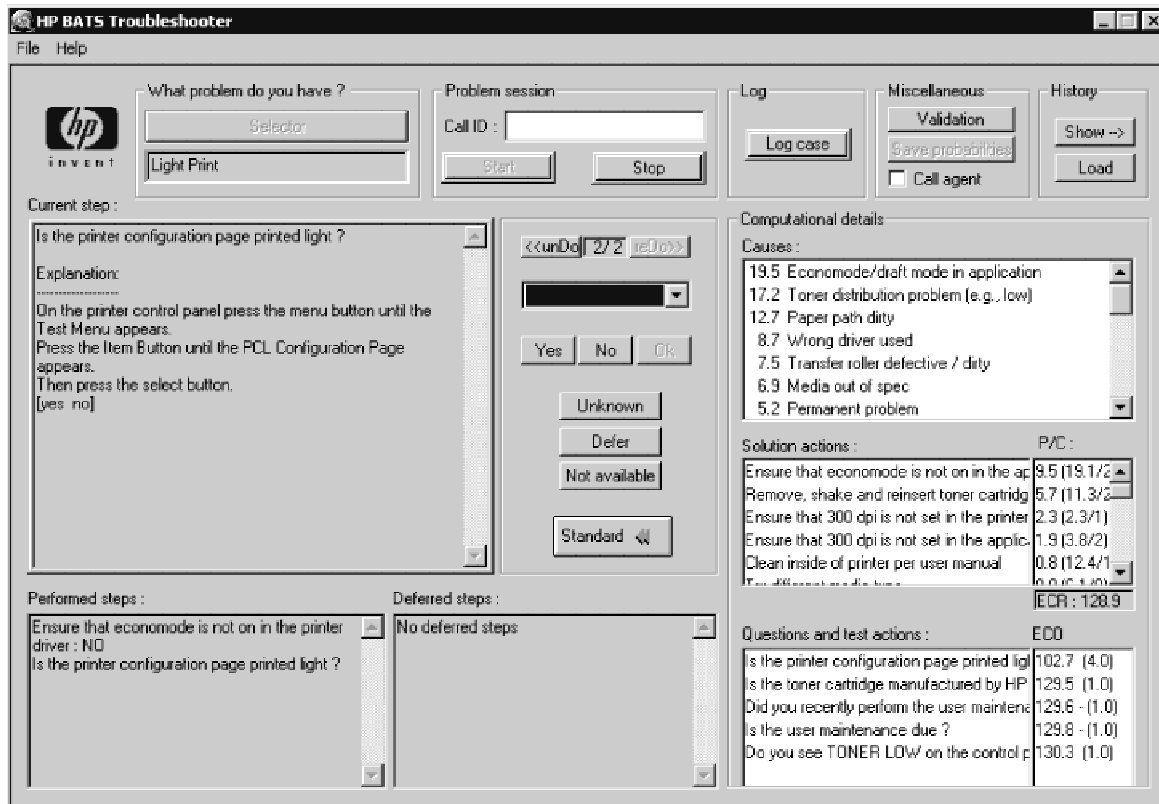 HP BATS Troubleshooter
File Help
hp
invent
What problem do you have ?
Selector
Light Print
Problem session
Call ID :
Start Stop
Log
Log case
Miscellaneous
Validation
Save probabilities
Call agent
History
Show -->
Load
Current step :
Is the printer configuration page printed light ?
Explanation:
--------------------
On the printer control panel press the menu button until the
Test Menu appears.
Press the Item Button until the PCL Configuration Page
appears.
Then press the select button.
[yes no]
<<unDo 2/2 reDo>>
Yes No Ok
Unknown
Defer
Not available
Standard
Computational details
Causes :
19.5 Economode/draft mode in application
17.2 Toner distribution problem (e.g., low)
12.7 Paper path dirty
8.7 Wrong driver used
7.5 Transfer roller defective / dirty
6.9 Media out of spec
5.2 Permanent problem
Solution actions : P/C :
Ensure that economode is not on in the ap 9.5 (19.1/2
Remove, shake and reinsert toner cartridg 5.7 (11.3/2
Ensure that 300 dpi is not set in the printer 2.3 (2.3/1)
Ensure that 300 dpi is not set in the applic- 1.9 (3.8/2)
Clean inside of printer per user manual 0.8 (12.4/1
Try different media type
ECR : 128.9
Performed steps :
Ensure that economode is not on in the printer
driver : NO
Is the printer configuration page printed light ?
Deferred steps :
No deferred steps
Questions and test actions : ECO
Is the printer configuration page printed ligl 102.7 (4.0)
Is the toner cartridge manufactured by HP 129.5 (1.0)
Did you recently perform the user maintena 129.6 - (1.0)
Is the user maintenance due ? 129.8 - (1.0)
Do you see TONER LOW on the control p 130.3 (1.0)